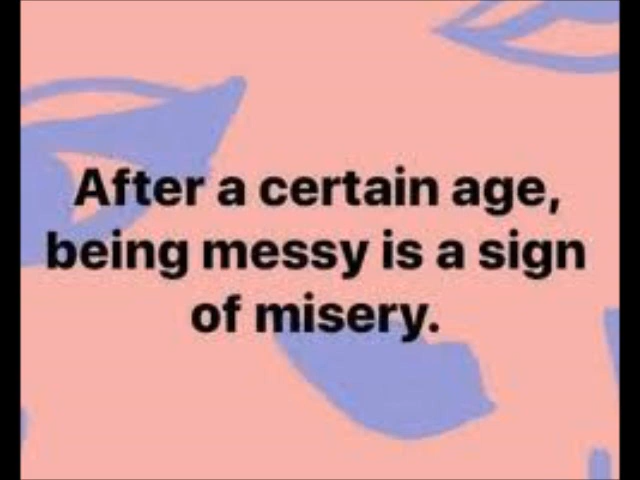 After a certain age,
being messy is a sign
of misery.